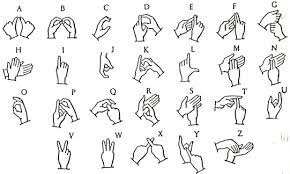 A B C D E F G
H I J K L M N
O P Q R S T U
V W X Y Z